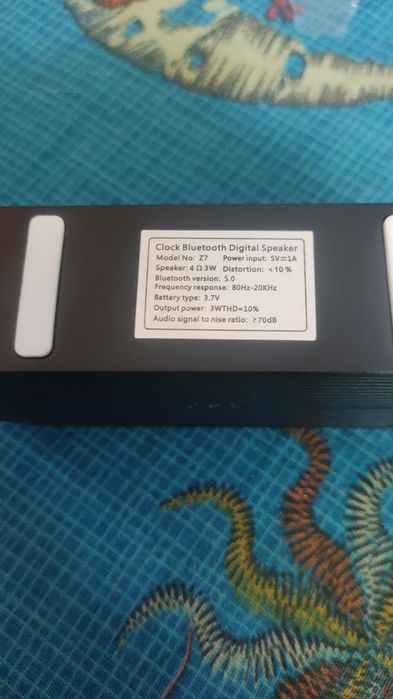 Clock Bluetooth Digital Speaker
Model No: Z7 Power input: 5V⎓1A
Speaker: 4 Ω 3W Distortion: <10 %
Bluetooth version: 5.0
Frequency response: 80Hz-20KHz
Battery type: 3.7V
Output power: 3WTHD=10%
Audio signal to nise ratio: ≥70dB